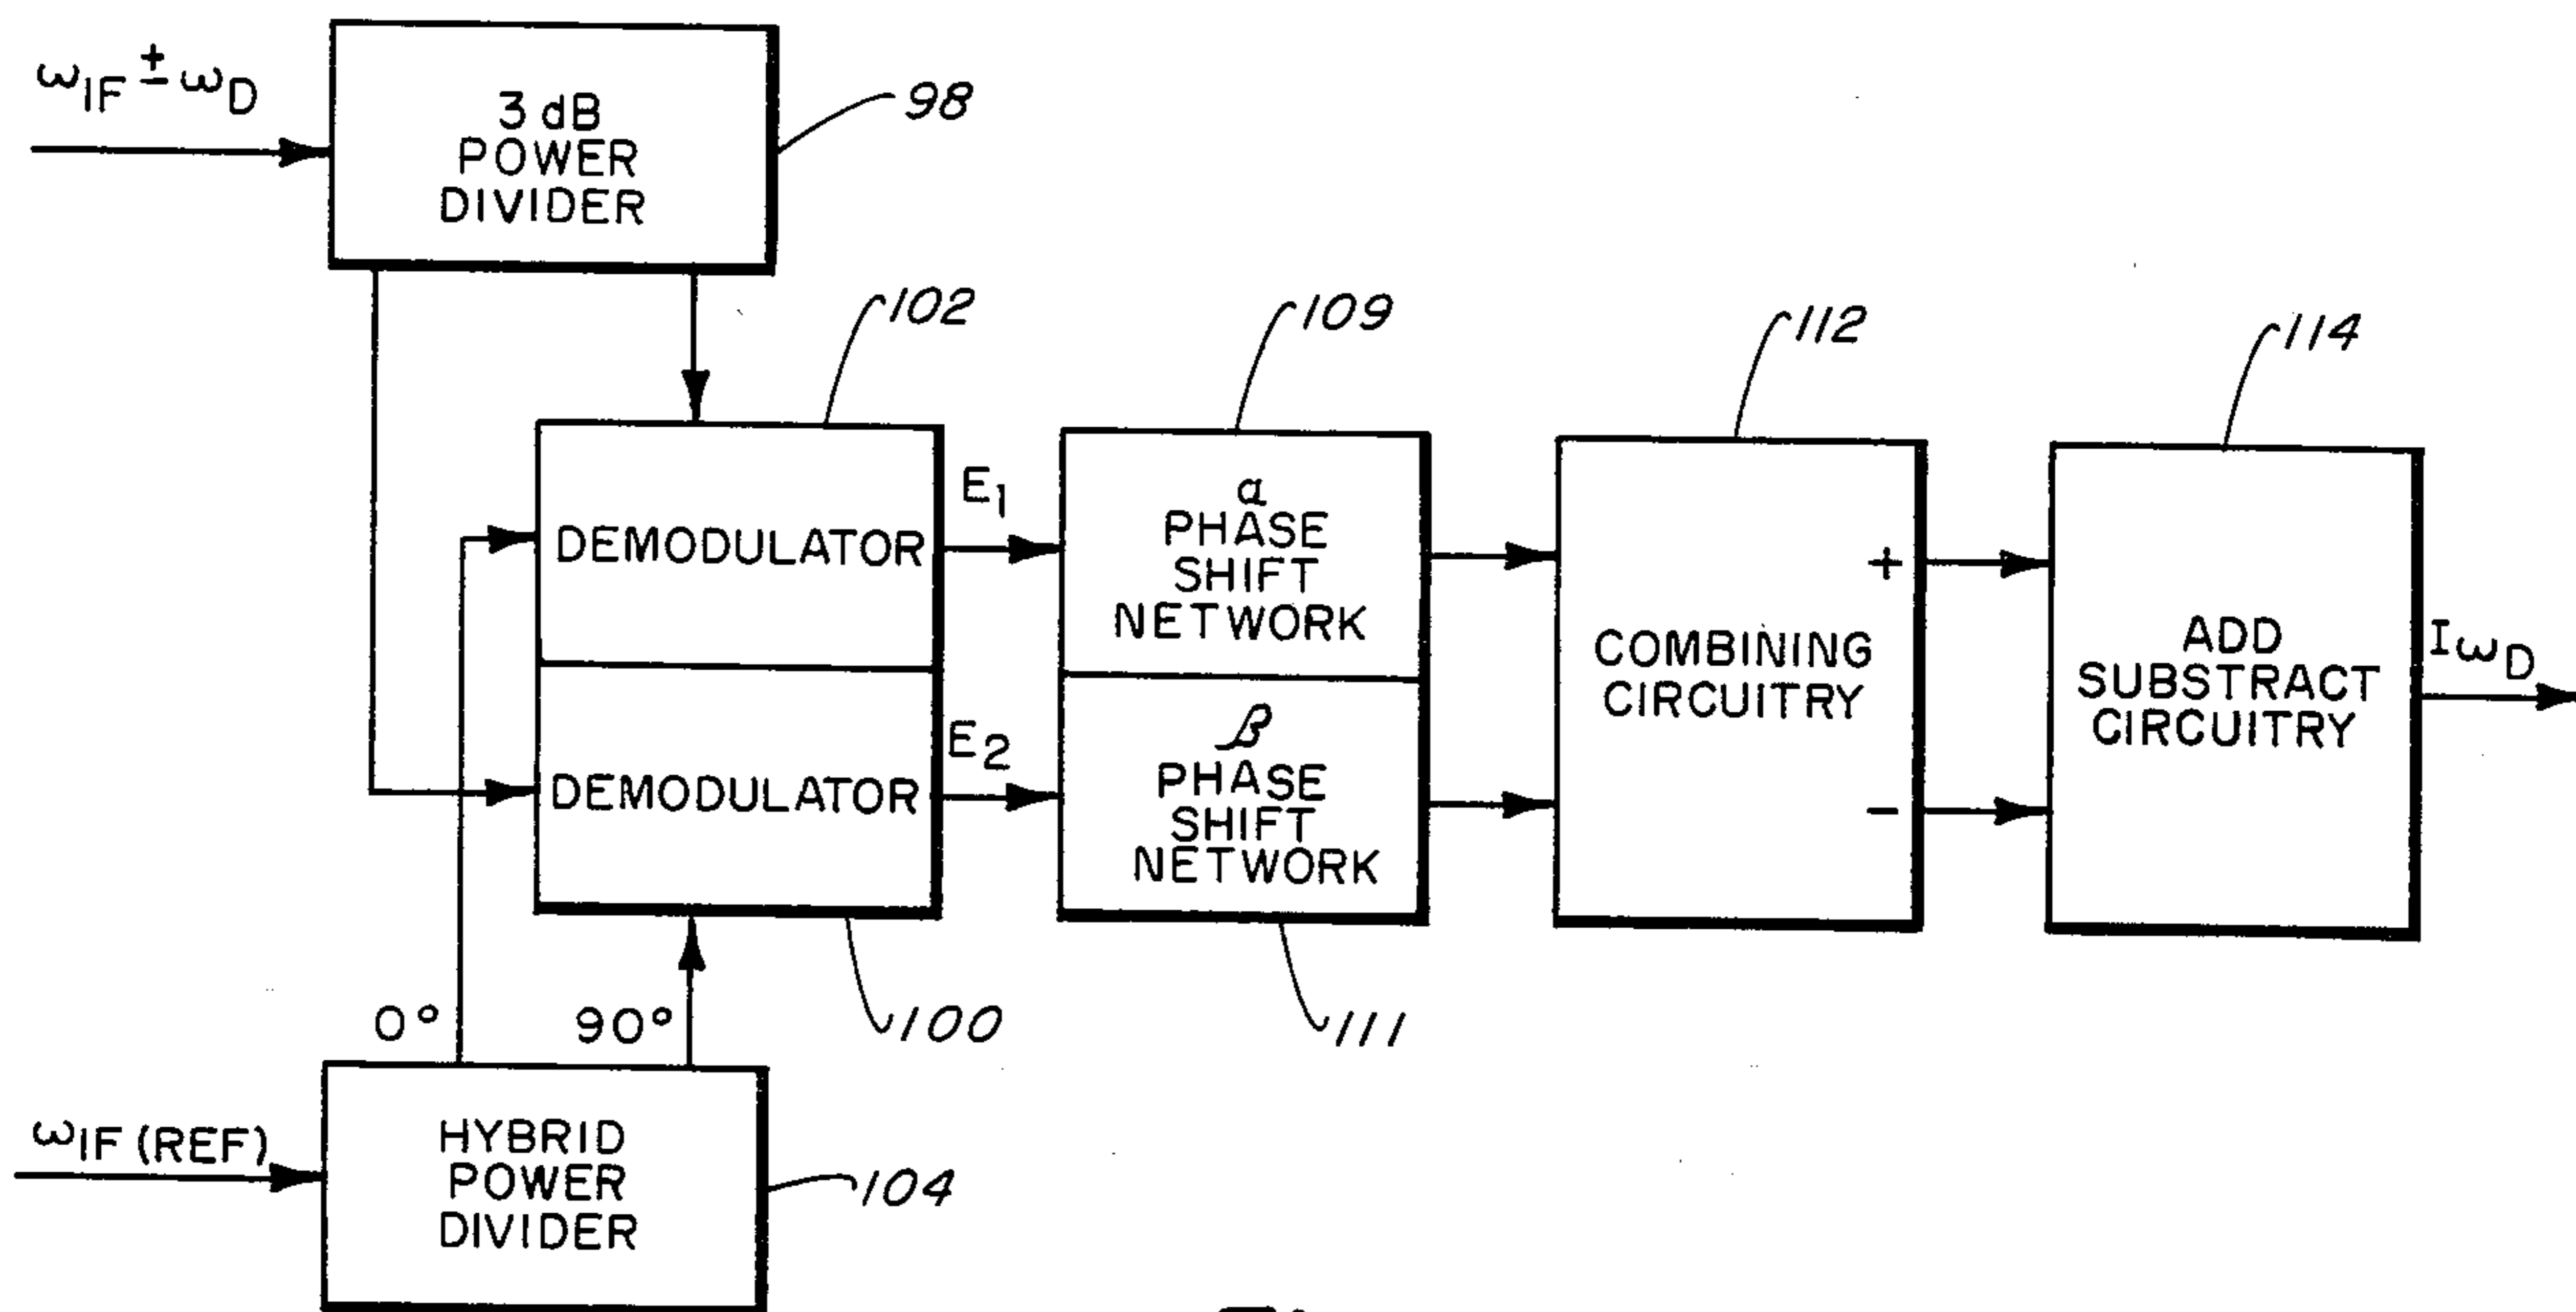 ωIF ± ωD
3 dB
POWER
DIVIDER
98
102
109
112
114
DEMODULATOR
E1
α
PHASE
SHIFT
NETWORK
COMBINING
CIRCUITRY
+
-
ADD
SUBSTRACT
CIRCUITRY
IωD
DEMODULATOR
E2
β
PHASE
SHIFT
NETWORK
0°
90°
100
111
ωIF (REF)
HYBRID
POWER
DIVIDER
104